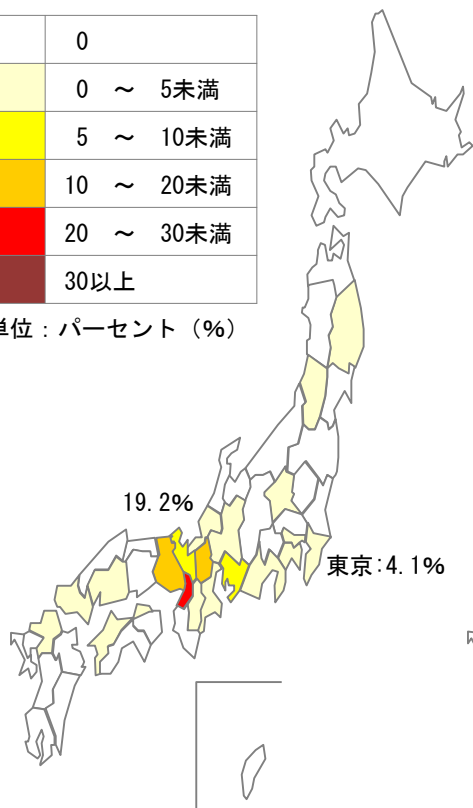 0
0 ～ 5未満
5 ～ 10未満
10 ～ 20未満
20 ～ 30未満
30以上
単位：パーセント（%）
19.2%
東京:4.1%